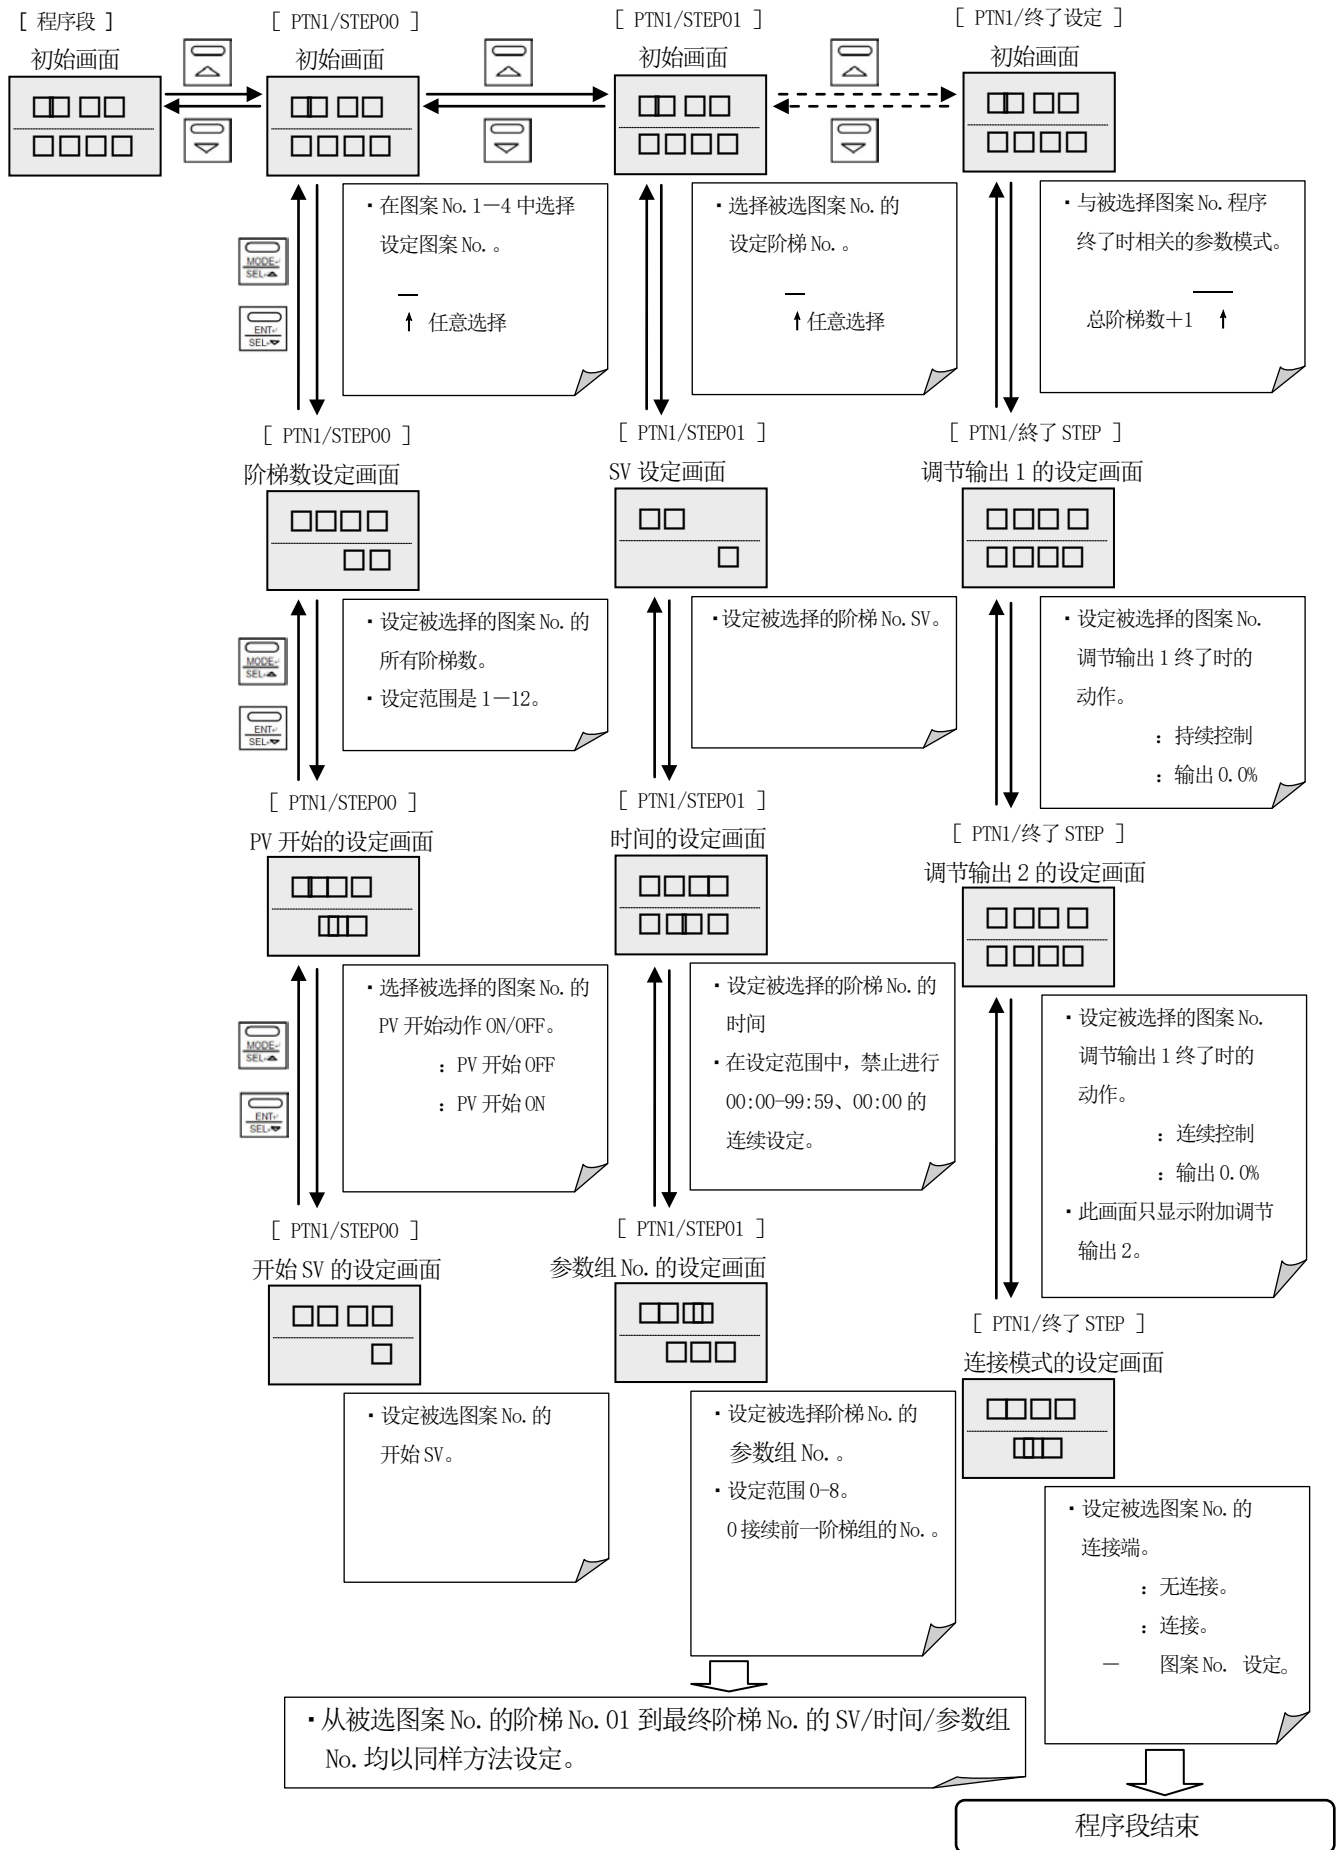 [ 程序段 ]
初始画面
[ PTN1/STEP00 ]
初始画面
[ PTN1/STEP01 ]
初始画面
[ PTN1/终了设定 ]
初始画面
・在图案 No.1－4 中选择
设定图案 No.。
↑ 任意选择
・选择被选图案 No.的
设定阶梯 No.。
↑任意选择
・与被选择图案 No.程序
终了时相关的参数模式。
总阶梯数＋1 ↑
MODE↵
SEL
ENT↵
SEL
[ PTN1/STEP00 ]
阶梯数设定画面
[ PTN1/STEP01 ]
SV 设定画面
[ PTN1/終了 STEP ]
调节输出 1 的设定画面
・设定被选择的图案 No.的
所有阶梯数。
・设定范围是 1－12。
・设定被选择的阶梯 No.SV。
・设定被选择的图案 No.
调节输出 1 终了时的
动作。
：持续控制
：输出 0.0%
MODE↵
SEL
ENT↵
SEL
[ PTN1/STEP00 ]
PV 开始的设定画面
[ PTN1/STEP01 ]
时间的设定画面
[ PTN1/终了 STEP ]
调节输出 2 的设定画面
・选择被选择的图案 No.的
PV 开始动作 ON/OFF。
：PV 开始 OFF
：PV 开始 ON
・设定被选择的阶梯 No.的
时间
・在设定范围中，禁止进行
00:00-99:59、00:00 的
连续设定。
・设定被选择的图案 No.
调节输出 1 终了时的
动作。
：连续控制
：输出 0.0%
・此画面只显示附加调节
输出 2。
MODE↵
SEL
ENT↵
SEL
[ PTN1/STEP00 ]
开始 SV 的设定画面
[ PTN1/STEP01 ]
参数组 No.的设定画面
[ PTN1/终了 STEP ]
连接模式的设定画面
・设定被选图案 No.的
开始 SV。
・设定被选择阶梯 No.的
参数组 No.。
・设定范围 0-8。
0 接续前一阶梯组的 No.。
・设定被选图案 No.的
连接端。
：无连接。
：连接。
－ 图案 No. 设定。
・从被选图案 No.的阶梯 No.01 到最终阶梯 No.的 SV/时间/参数组
No.均以同样方法设定。
程序段结束